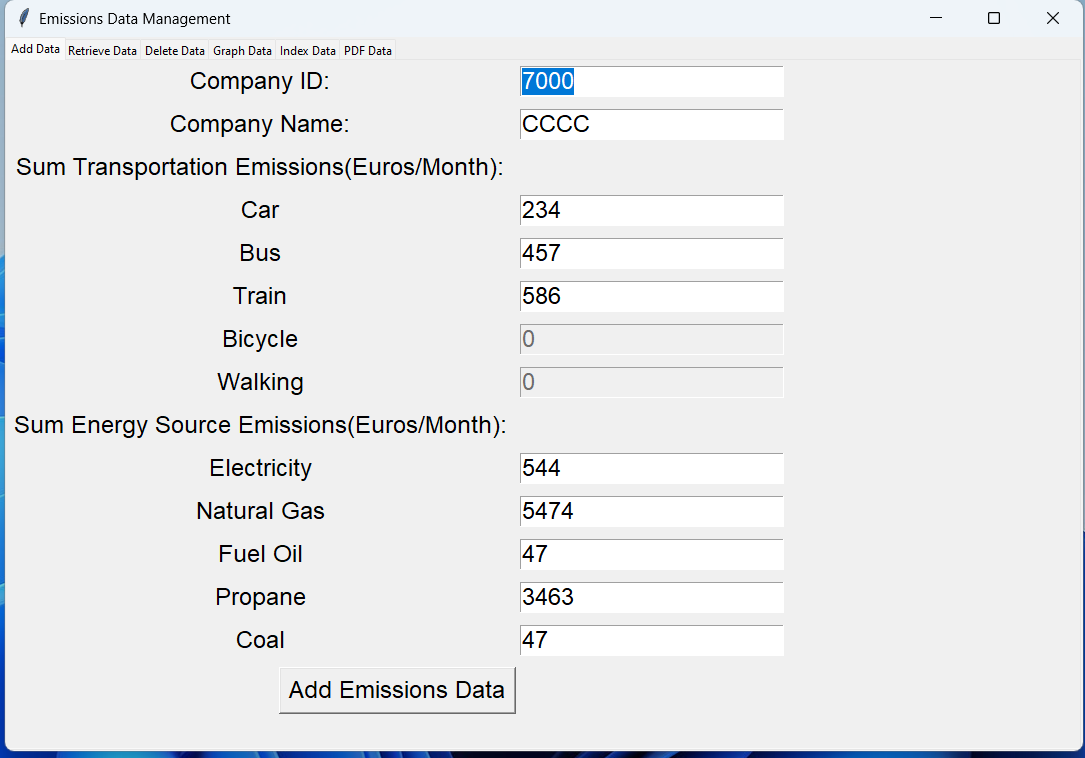 Emissions Data Management
Add Data Retrieve Data Delete Data Graph Data Index Data PDF Data
Company ID: 7000
Company Name: CCCC
Sum Transportation Emissions(Euros/Month):
Car 234
Bus 457
Train 586
Bicycle 0
Walking 0
Sum Energy Source Emissions(Euros/Month):
Electricity 544
Natural Gas 5474
Fuel Oil 47
Propane 3463
Coal 47
Add Emissions Data